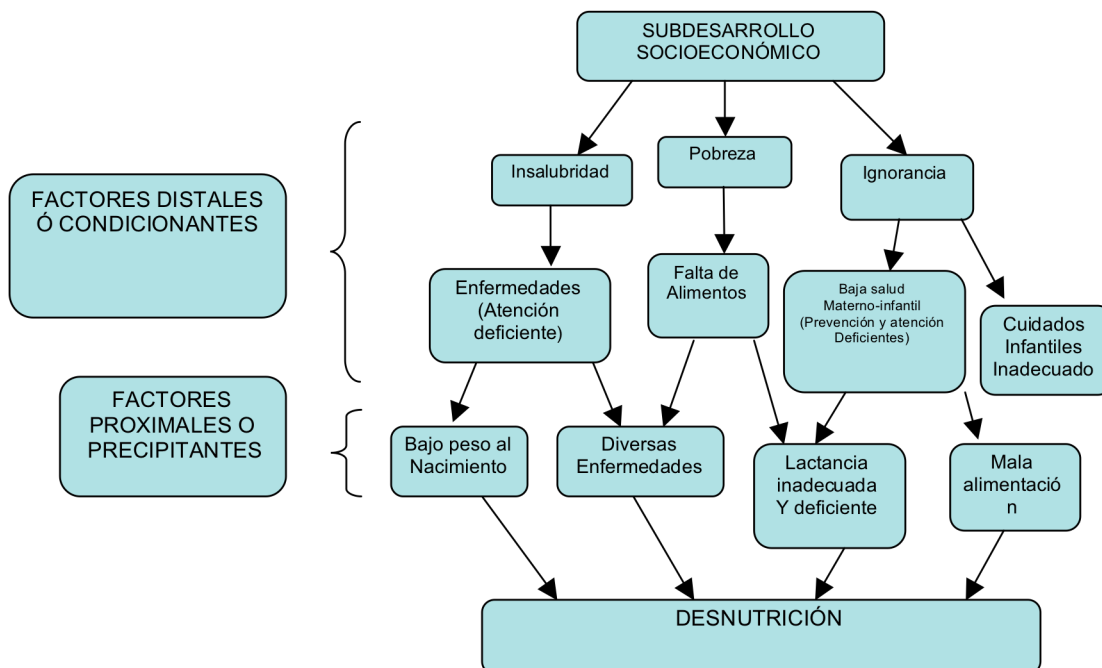 SUBDESARROLLO
SOCIOECONÓMICO
Insalubridad
Pobreza
Ignorancia
FACTORES DISTALES
Ó CONDICIONANTES
Enfermedades
(Atención
deficiente)
Falta de
Alimentos
Baja salud
Materno-infantil
(Prevención y atención
Deficientes)
Cuidados
Infantiles
Inadecuado
FACTORES
PROXIMALES O
PRECIPITANTES
Bajo peso al
Nacimiento
Diversas
Enfermedades
Lactancia
inadecuada
Y deficiente
Mala
alimentació
n
DESNUTRICIÓN